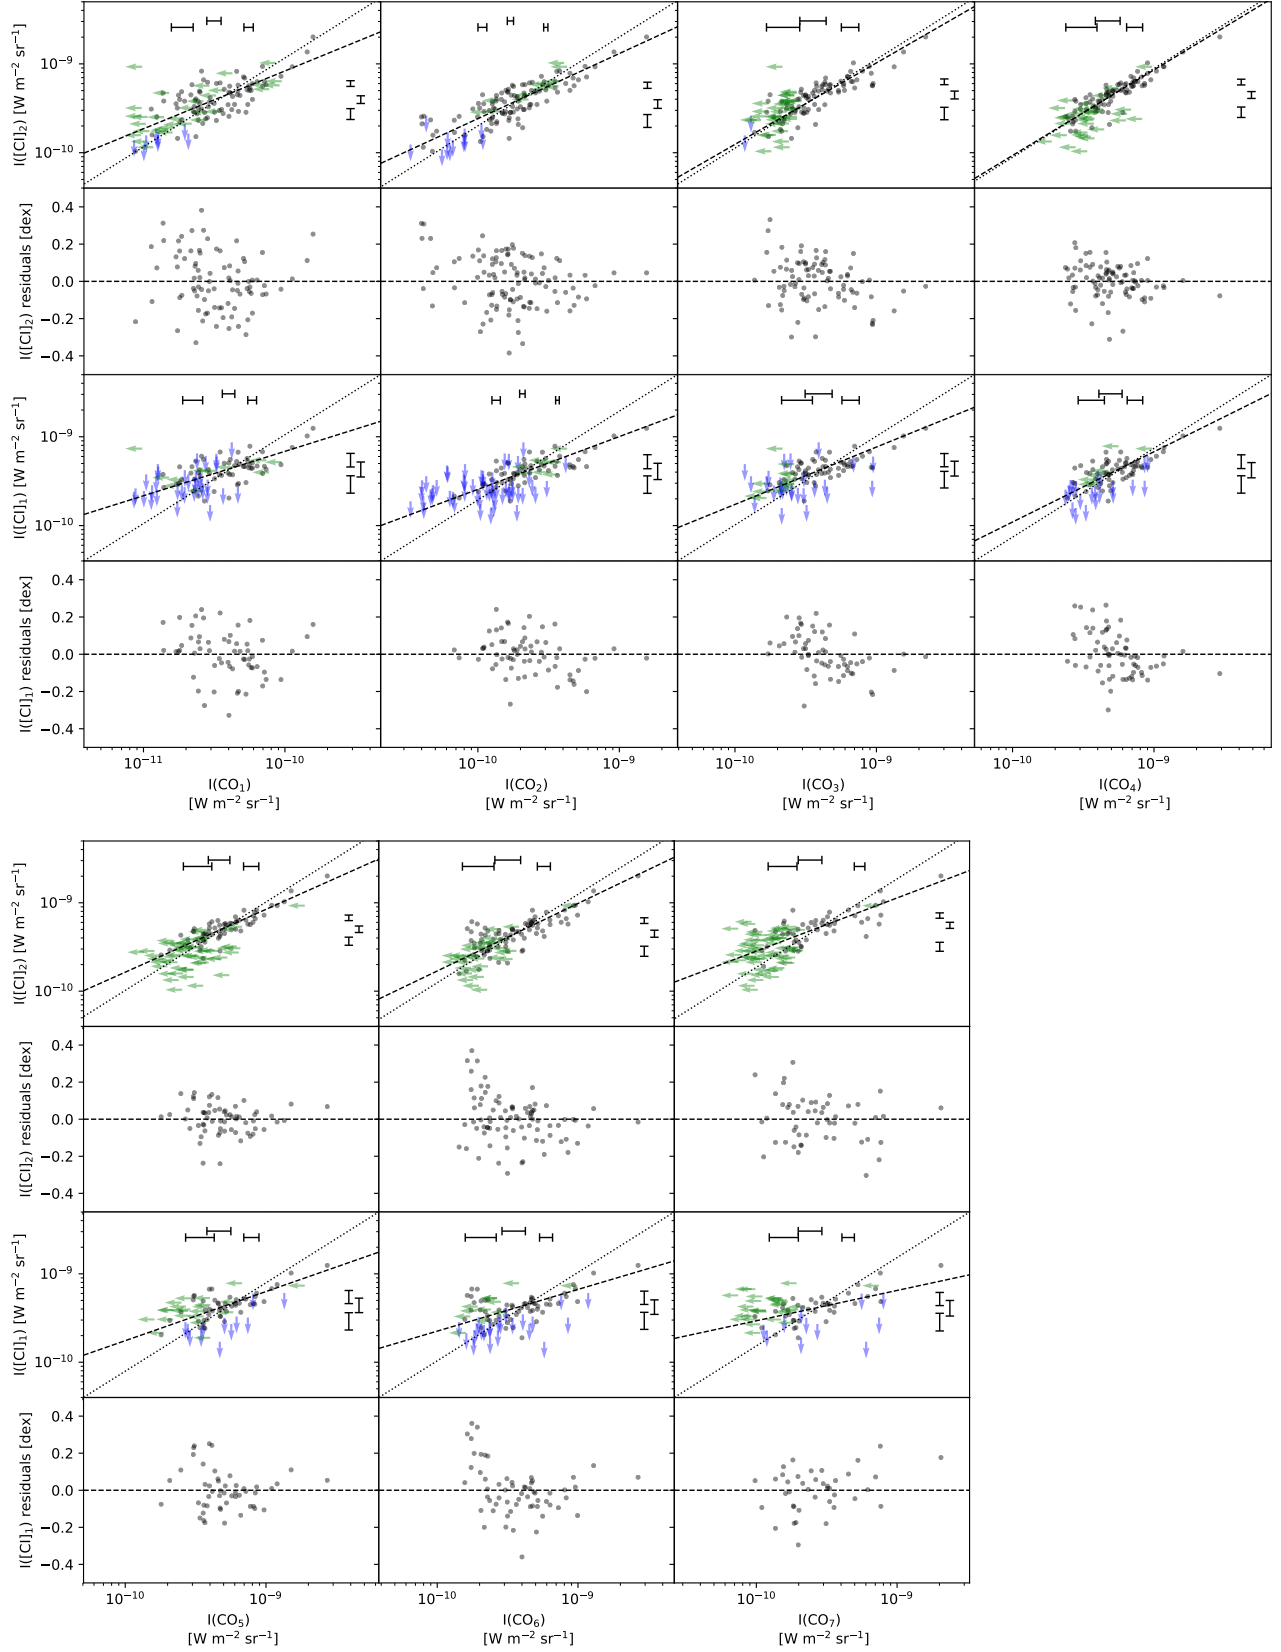 I([CI]₂) [W m⁻² sr⁻¹]
10⁻⁹
10⁻¹⁰
I([CI]₂) residuals [dex]
0.4
0.2
0.0
−0.2
−0.4
I([CI]₁) [W m⁻² sr⁻¹]
10⁻⁹
10⁻¹⁰
I([CI]₁) residuals [dex]
0.4
0.2
0.0
−0.2
−0.4
10⁻¹¹ 10⁻¹⁰ 10⁻¹⁰ 10⁻⁹ 10⁻¹⁰ 10⁻⁹ 10⁻¹⁰ 10⁻⁹
I(CO₁) I(CO₂) I(CO₃) I(CO₄)
[W m⁻² sr⁻¹] [W m⁻² sr⁻¹] [W m⁻² sr⁻¹] [W m⁻² sr⁻¹]
I([CI]₂) [W m⁻² sr⁻¹]
10⁻⁹
10⁻¹⁰
I([CI]₂) residuals [dex]
0.4
0.2
0.0
−0.2
−0.4
I([CI]₁) [W m⁻² sr⁻¹]
10⁻⁹
10⁻¹⁰
I([CI]₁) residuals [dex]
0.4
0.2
0.0
−0.2
−0.4
10⁻¹⁰ 10⁻⁹ 10⁻¹⁰ 10⁻⁹ 10⁻¹⁰ 10⁻⁹
I(CO₅) I(CO₆) I(CO₇)
[W m⁻² sr⁻¹] [W m⁻² sr⁻¹] [W m⁻² sr⁻¹]